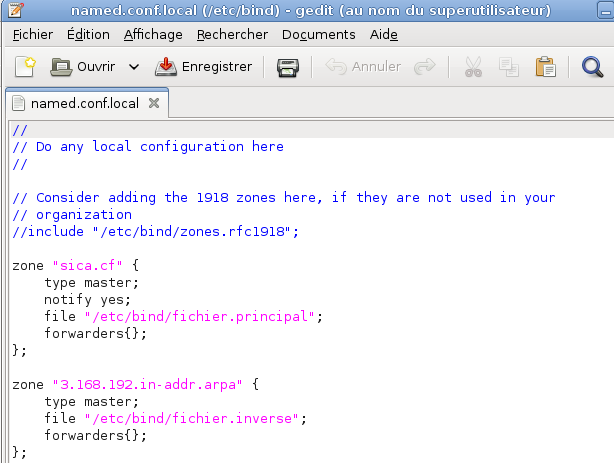 named.conf.local (/etc/bind) - gedit (au nom du superutilisateur)
Fichier Édition Affichage Rechercher Documents Aide
Ouvrir Enregistrer Annuler
named.conf.local
//
// Do any local configuration here
//
// Consider adding the 1918 zones here, if they are not used in your
// organization
//include "/etc/bind/zones.rfc1918";
zone "sica.cf" {
    type master;
    notify yes;
    file "/etc/bind/fichier.principal";
    forwarders{};
};
zone "3.168.192.in-addr.arpa" {
    type master;
    file "/etc/bind/fichier.inverse";
    forwarders{};
};